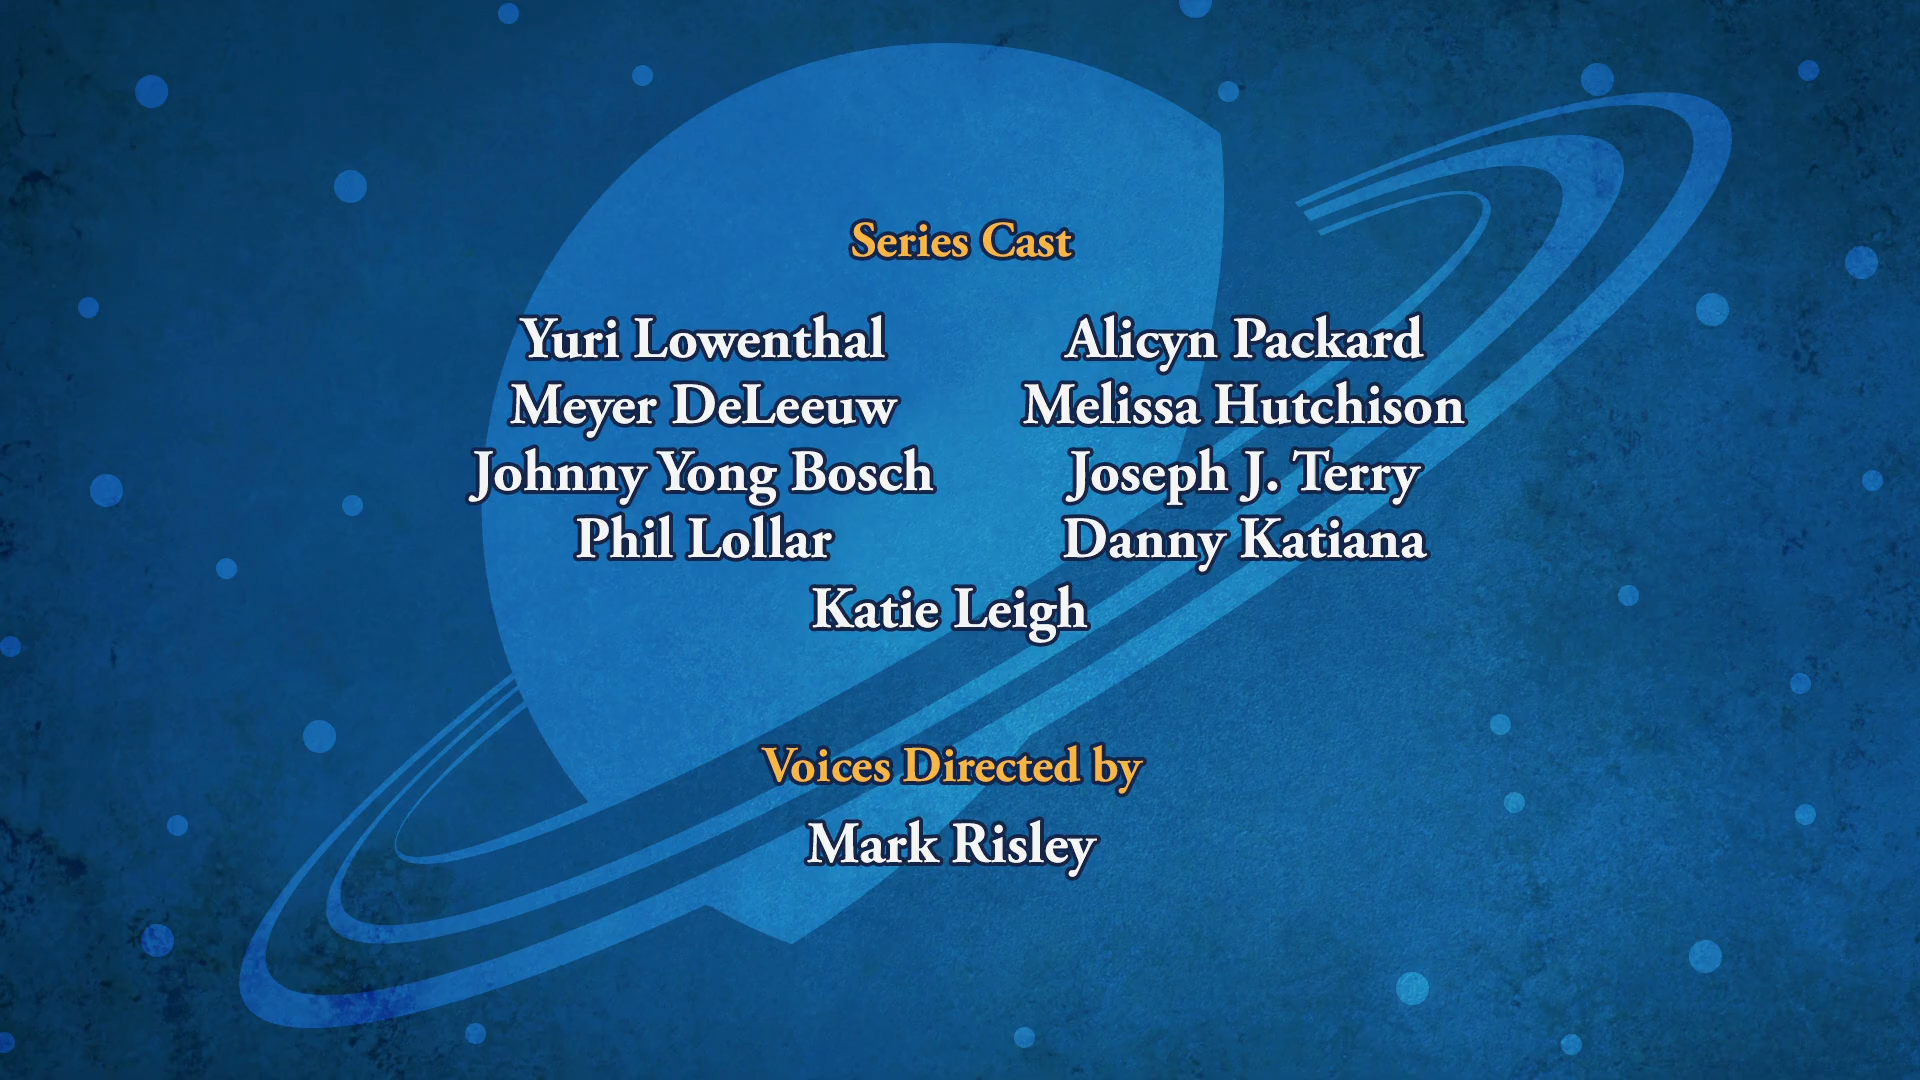 Series Cast
Yuri Lowenthal Alicyn Packard
Meyer DeLeeuw Melissa Hutchison
Johnny Yong Bosch Joseph J. Terry
Phil Lollar Danny Katiana
Katie Leigh
Voices Directed by
Mark Risley